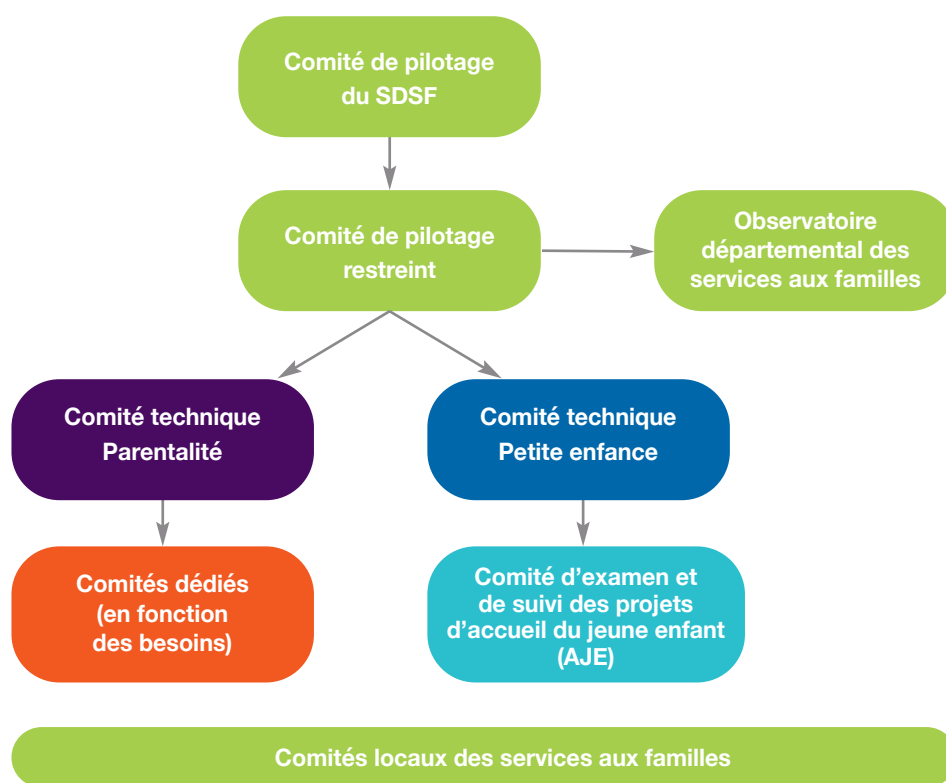 Comité de pilotage
du SDSF
Comité de pilotage
restreint
Observatoire
départemental des
services aux familles
Comité technique
Parentalité
Comité technique
Petite enfance
Comités dédiés
(en fonction
des besoins)
Comité d’examen et
de suivi des projets
d’accueil du jeune enfant
(AJE)
Comités locaux des services aux familles